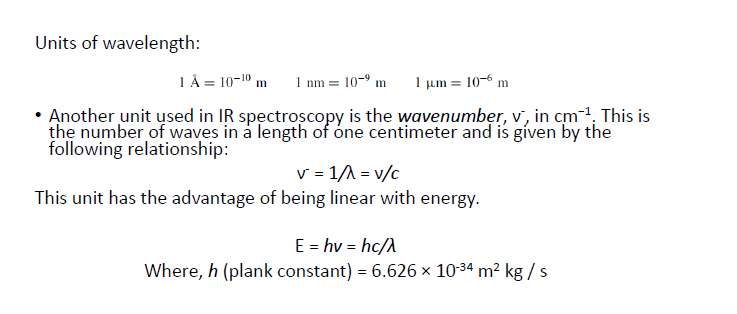 Units of wavelength:
1 Å = 10⁻¹⁰ m 1 nm = 10⁻⁹ m 1 μm = 10⁻⁶ m
• Another unit used in IR spectroscopy is the wavenumber, v⁻, in cm⁻¹. This is
the number of waves in a length of one centimeter and is given by the
following relationship:
v⁻ = 1/λ = v/c
This unit has the advantage of being linear with energy.
E = hv = hc/λ
Where, h (plank constant) = 6.626 × 10⁻³⁴ m² kg / s